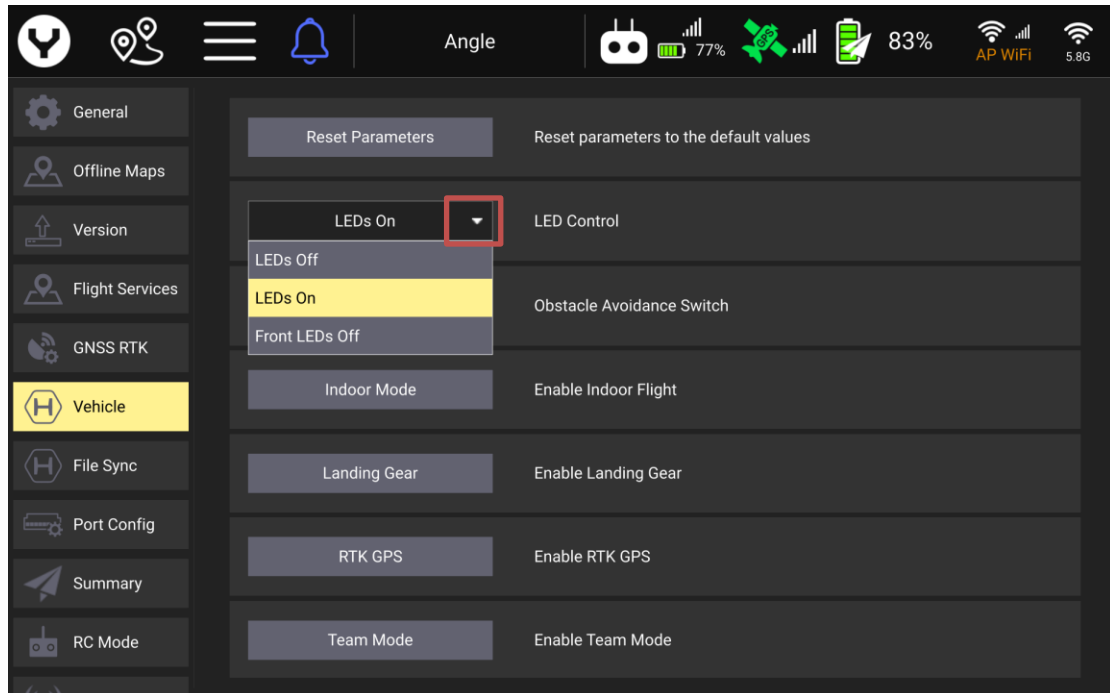 Angle
77%
GPS
83%
AP WiFi
5.8G
General
Offline Maps
Version
Flight Services
GNSS RTK
Vehicle
File Sync
Port Config
Summary
RC Mode
Reset Parameters
Reset parameters to the default values
LEDs On
LED Control
LEDs Off
LEDs On
Front LEDs Off
Obstacle Avoidance Switch
Indoor Mode
Enable Indoor Flight
Landing Gear
Enable Landing Gear
RTK GPS
Enable RTK GPS
Team Mode
Enable Team Mode